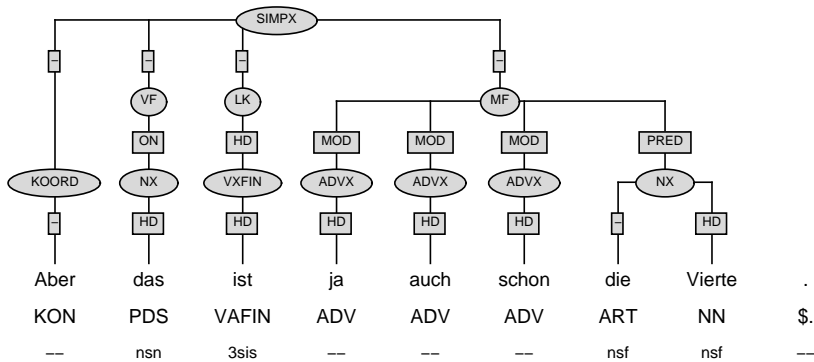 SIMPX
– – – –
VF LK MF
ON HD MOD MOD MOD PRED
KOORD NX VXFIN ADVX ADVX ADVX NX
– HD HD HD HD HD – HD
Aber das ist ja auch schon die Vierte .
KON PDS VAFIN ADV ADV ADV ART NN $.
–– nsn 3sis –– –– –– nsf nsf ––